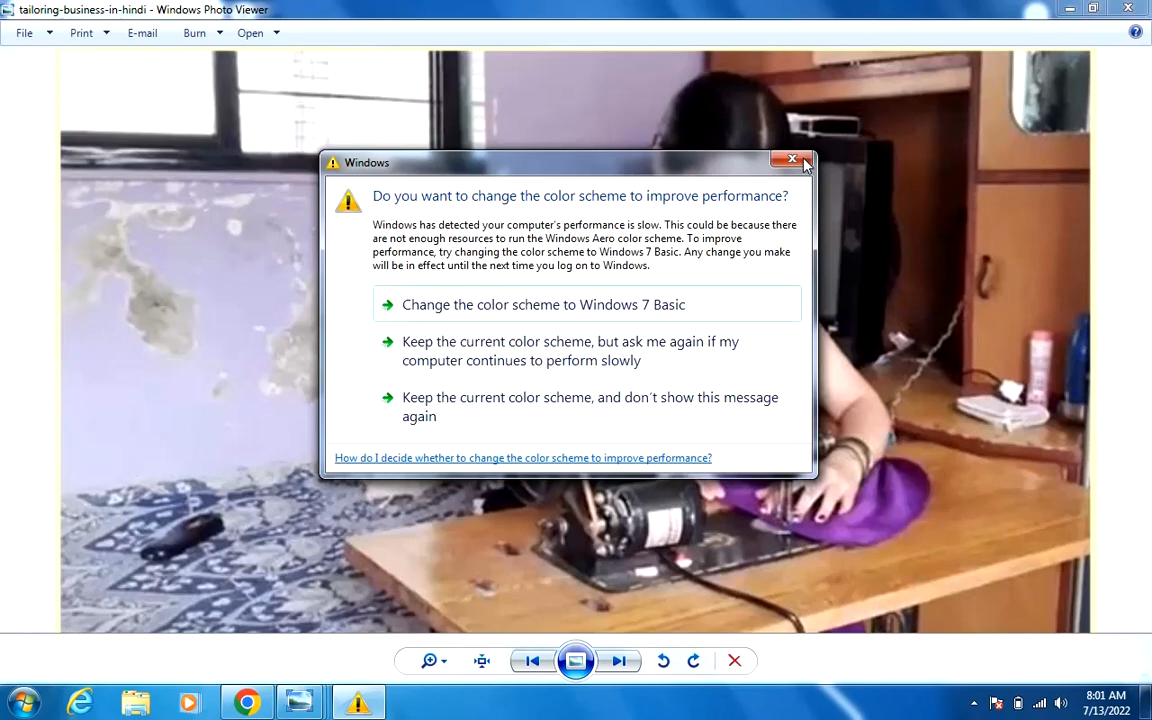 tailoring-business-in-hindi - Windows Photo Viewer
File Print E-mail Burn Open
Windows
Do you want to change the color scheme to improve performance?
Windows has detected your computer's performance is slow. This could be because there
are not enough resources to run the Windows Aero color scheme. To improve
performance, try changing the color scheme to Windows 7 Basic. Any change you make
will be in effect until the next time you log on to Windows.
Change the color scheme to Windows 7 Basic
Keep the current color scheme, but ask me again if my
computer continues to perform slowly
Keep the current color scheme, and don't show this message
again
How do I decide whether to change the color scheme to improve performance?
8:01 AM
7/13/2022